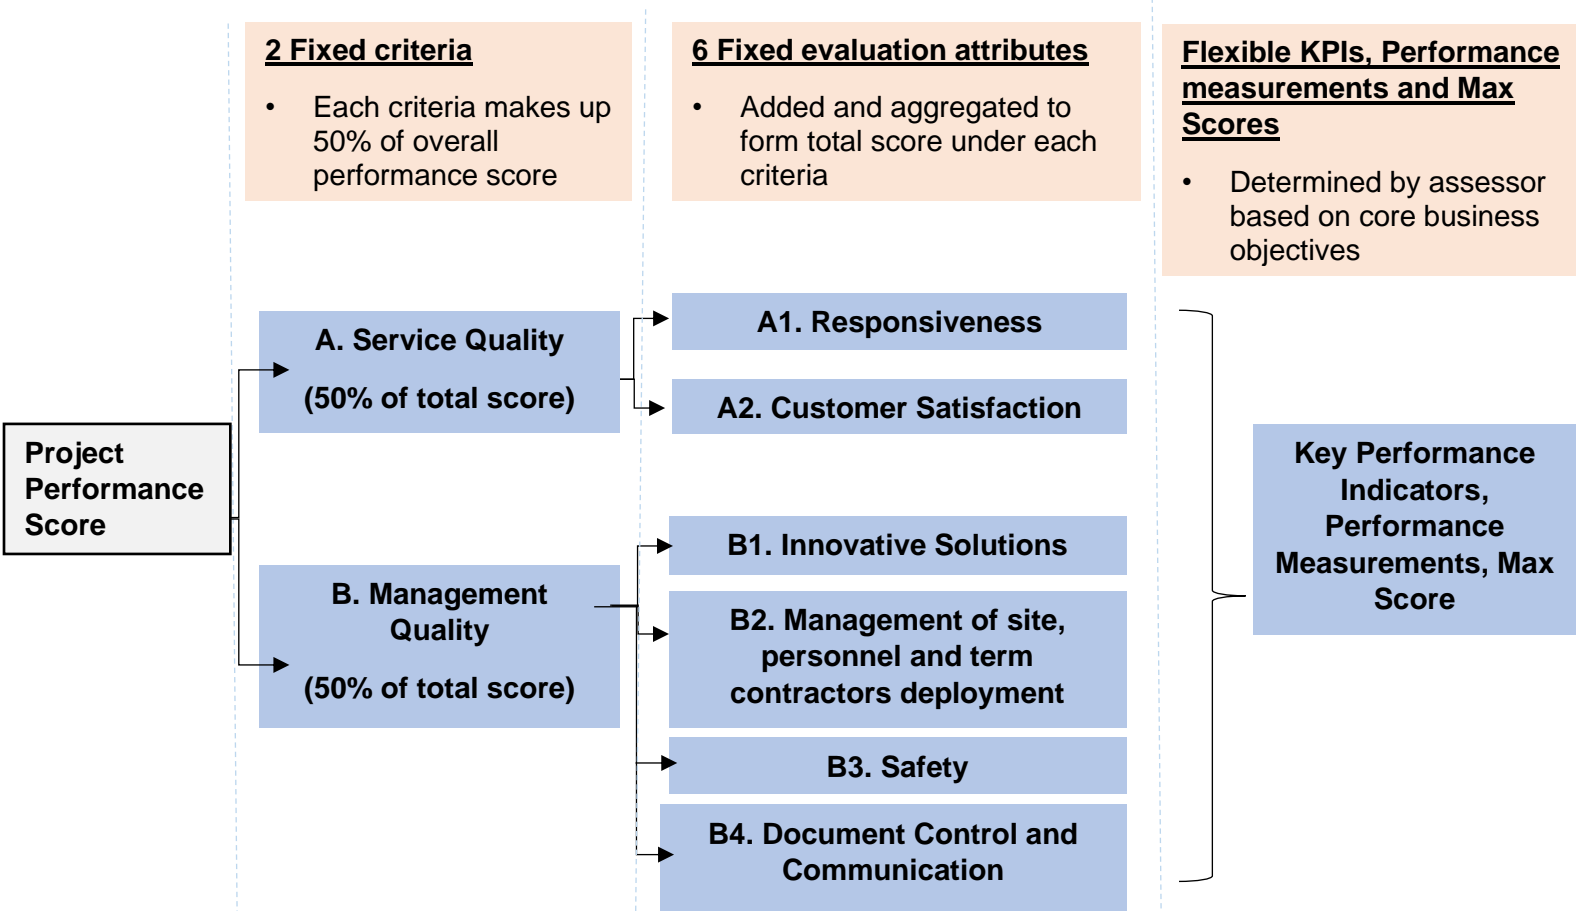 2 Fixed criteria
• Each criteria makes up
50% of overall
performance score
6 Fixed evaluation attributes
• Added and aggregated to
form total score under each
criteria
Flexible KPIs, Performance
measurements and Max
Scores
• Determined by assessor
based on core business
objectives
Project
Performance
Score
A. Service Quality
(50% of total score)
B. Management
Quality
(50% of total score)
A1. Responsiveness
A2. Customer Satisfaction
B1. Innovative Solutions
B2. Management of site,
personnel and term
contractors deployment
B3. Safety
B4. Document Control and
Communication
Key Performance
Indicators,
Performance
Measurements, Max
Score